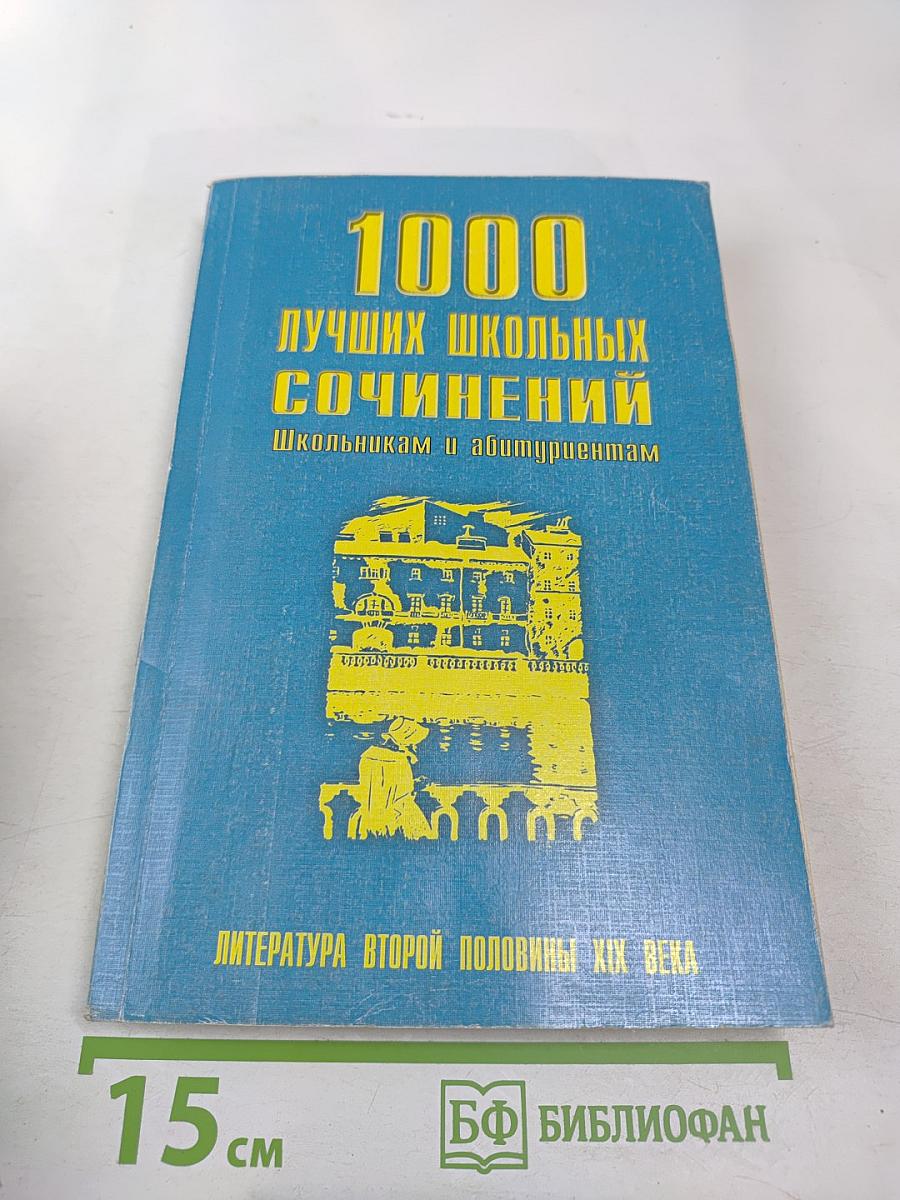 1000
ЛУЧШИХ ШКОЛЬНЫХ
СОЧИНЕНИЙ
Школьникам и абитуриентам
ЛИТЕРАТУРА ВТОРОЙ ПОЛОВИНЫ XIX ВЕКА
15 см
БФ БИБЛИОФАН